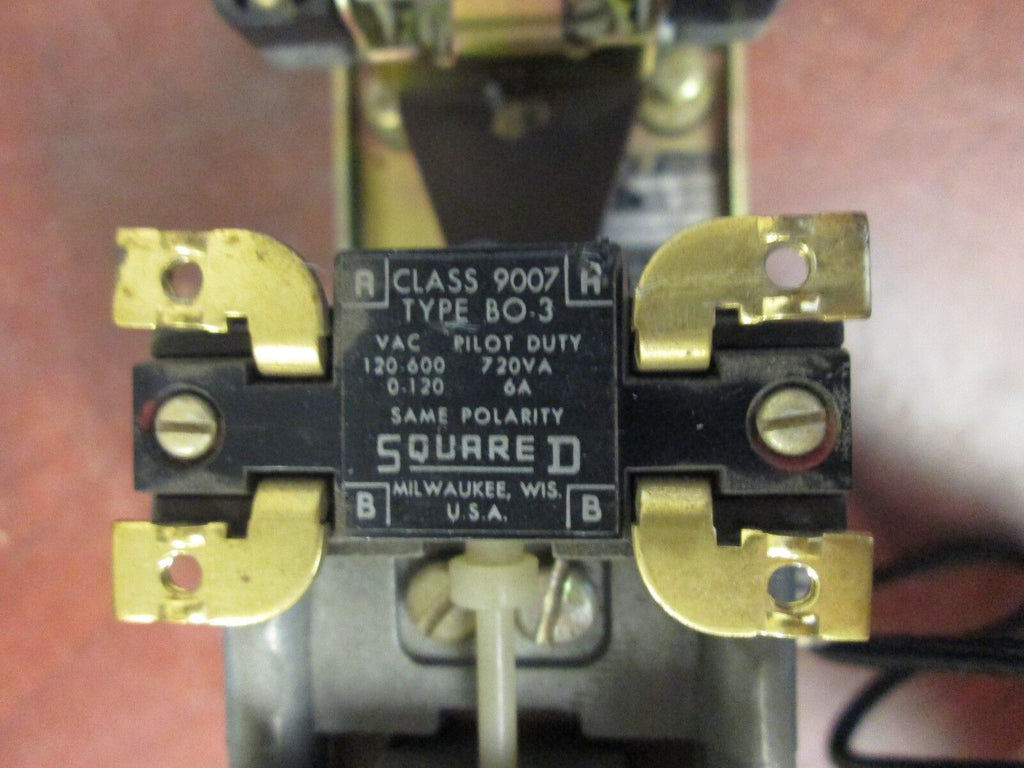 A CLASS 9007 A
TYPE BO-3
VAC PILOT DUTY
120-600 720VA
0-120 6A
SAME POLARITY
SQUARE D
B MILWAUKEE, WIS. B
U.S.A.